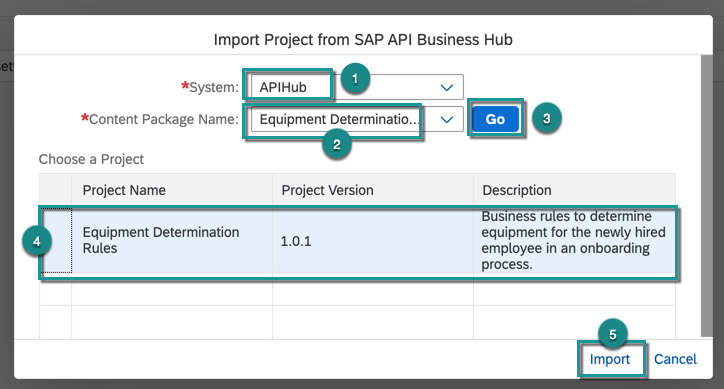 Import Project from SAP API Business Hub
set
*System: APIHub 1
*Content Package Name: Equipment Determinatio... Go 3
2
Choose a Project
Project Name Project Version Description
4 Equipment Determination Rules 1.0.1 Business rules to determine
equipment for the newly hired
employee in an onboarding
process.
5
Import Cancel